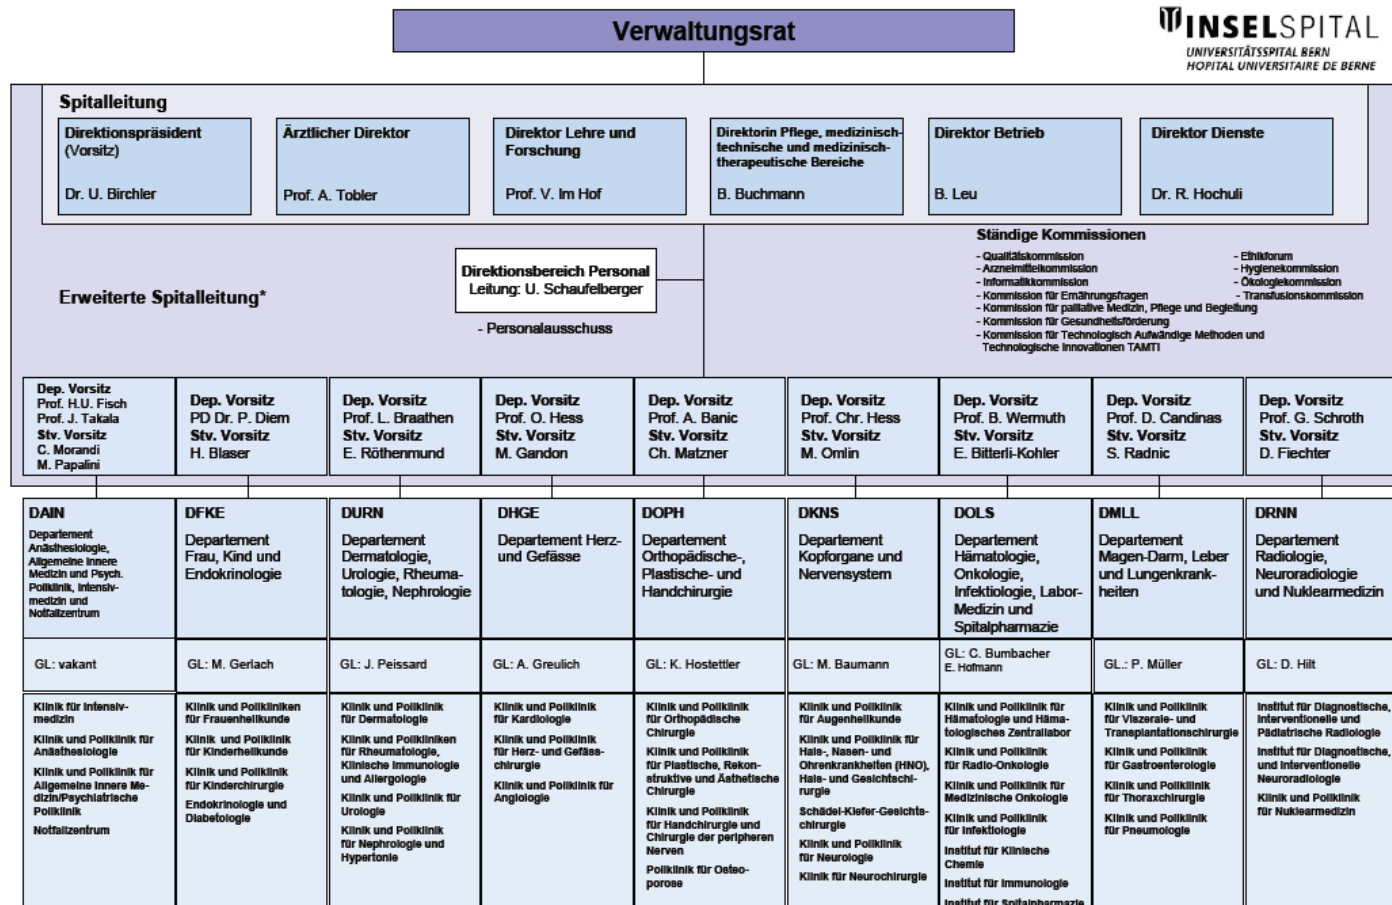 Verwaltungsrat
INSELSPITAL
UNIVERSITÄTSSPITAL BERN
HOPITAL UNIVERSITAIRE DE BERNE
Spitalleitung
Direktionspräsident
(Vorsitz)
Dr. U. Birchler
Ärztlicher Direktor
Prof. A. Tobler
Direktor Lehre und
Forschung
Prof. V. Im Hof
Direktorin Pflege, medizinisch-
technische und medizinisch-
therapeutische Bereiche
B. Buchmann
Direktor Betrieb
B. Leu
Direktor Dienste
Dr. R. Hochuli
Erweiterte Spitalleitung*
Direktionsbereich Personal
Leitung: U. Schaufelberger
- Personalausschuss
Ständige Kommissionen
- Qualitätskommission
- Arzneimittelkommission
- Informatikkommission
- Kommission für Ernährungsfragen
- Kommission für palliative Medizin, Pflege und Begleitung
- Kommission für Gesundheitsförderung
- Kommission für Technologisch Aufwändige Methoden und
Technologische Innovationen TAMTI
- Ethikforum
- Hygienekommission
- Ökologiekommission
- Transfusionskommission
Dep. Vorsitz
Prof. H.U. Fisch
Prof. J. Takala
Stv. Vorsitz
C. Morandi
M. Papalini
Dep. Vorsitz
PD Dr. P. Diem
Stv. Vorsitz
H. Blaser
Dep. Vorsitz
Prof. L. Braathen
Stv. Vorsitz
E. Röthenmund
Dep. Vorsitz
Prof. O. Hess
Stv. Vorsitz
M. Gandon
Dep. Vorsitz
Prof. A. Banic
Stv. Vorsitz
Ch. Matzner
Dep. Vorsitz
Prof. Chr. Hess
Stv. Vorsitz
M. Omlin
Dep. Vorsitz
Prof. B. Wermuth
Stv. Vorsitz
E. Bitterli-Kohler
Dep. Vorsitz
Prof. D. Candinas
Stv. Vorsitz
S. Radnic
Dep. Vorsitz
Prof. G. Schroth
Stv. Vorsitz
D. Fiechter
DAIN
Departement
Anästhesiologie,
Allgemeine Innere
Medizin und Psych.
Poliklinik, Intensiv-
medizin und
Notfallzentrum
DFKE
Departement
Frau, Kind und
Endokrinologie
DURN
Departement
Dermatologie,
Urologie, Rheuma-
tologie, Nephrologie
DHGE
Departement Herz-
und Gefässe
DOPH
Departement
Orthopädische-,
Plastische- und
Handchirurgie
DKNS
Departement
Kopforgane und
Nervensystem
DOLS
Departement
Hämatologie,
Onkologie,
Infektiologie, Labor-
Medizin und
Spitalpharmazie
DMLL
Departement
Magen-Darm, Leber
und Lungenkrank-
heiten
DRNN
Departement
Radiologie,
Neuroradiologie
und Nuklearmedizin
GL: vakant
GL: M. Gerlach
GL: J. Peissard
GL: A. Greulich
GL: K. Hostettler
GL: M. Baumann
GL: C. Bumbacher
E. Hofmann
GL.: P. Müller
GL: D. Hilt
Klinik für Intensiv-
medizin
Klinik und Poliklinik für
Anästhesiologie
Klinik und Poliklinik für
Allgemeine Innere Me-
dizin/Psychiatrische
Poliklinik
Notfallzentrum
Klinik und Polikliniken
für Frauenheilkunde
Klinik und Poliklinik
für Kinderheilkunde
Klinik und Poliklinik
für Kinderchirurgie
Endokrinologie und
Diabetologie
Klinik und Poliklinik
für Dermatologie
Klinik und Polikliniken
für Rheumatologie,
Klinische Immunologie
und Allergologie
Klinik und Poliklinik für
Urologie
Klinik und Poliklinik
für Nephrologie und
Hypertonie
Klinik und Poliklinik
für Kardiologie
Klinik und Poliklinik
für Herz- und Gefäss-
chirurgie
Klinik und Poliklinik für
Angiologie
Klinik und Poliklinik
für Orthopädische
Chirurgie
Klinik und Poliklinik
für Plastische, Rekon-
struktive und Ästhetische
Chirurgie
Klinik und Poliklinik
für Handchirurgie und
Chirurgie der peripheren
Nerven
Poliklinik für Osteo-
porose
Klinik und Poliklinik
für Augenheilkunde
Klinik und Poliklinik für
Hals-, Nasen- und
Ohrenkrankheiten (HNO),
Hals- und Gesichtschi-
rurgie
Schädel-Kiefer-Gesichts-
chirurgie
Klinik und Poliklinik
für Neurologie
Klinik für Neurochirurgie
Klinik und Poliklinik für
Hämatologie und Häma-
tologisches Zentrallabor
Klinik und Poliklinik
für Radio-Onkologie
Klinik und Poliklinik für
Medizinische Onkologie
Klinik und Poliklinik
für Infektiologie
Institut für Klinische
Chemie
Institut für Immunologie
Institut für Spitalpharmazie
Klinik und Poliklinik
für Viszerale- und
Transplantationschirurgie
Klinik und Poliklinik
für Gastroenterologie
Klinik und Poliklinik
für Thoraxchirurgie
Klinik und Poliklinik
für Pneumologie
Institut für Diagnostische,
Interventionelle und
Pädiatrische Radiologie
Institut für Diagnostische,
und Interventionelle
Neuroradiologie
Klinik und Poliklinik
für Nuklearmedizin